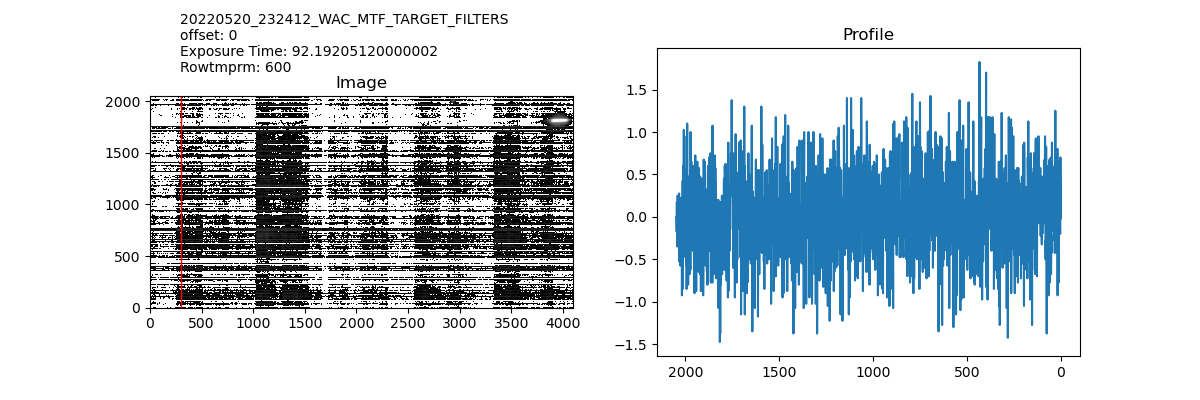 20220520_232412_WAC_MTF_TARGET_FILTERS
offset: 0
Exposure Time: 92.19205120000002
Rowtmprm: 600
Image
2000
1500
1000
500
0
0 500 1000 1500 2000 2500 3000 3500 4000
Profile
1.5
1.0
0.5
0.0
−0.5
−1.0
−1.5
2000 1500 1000 500 0